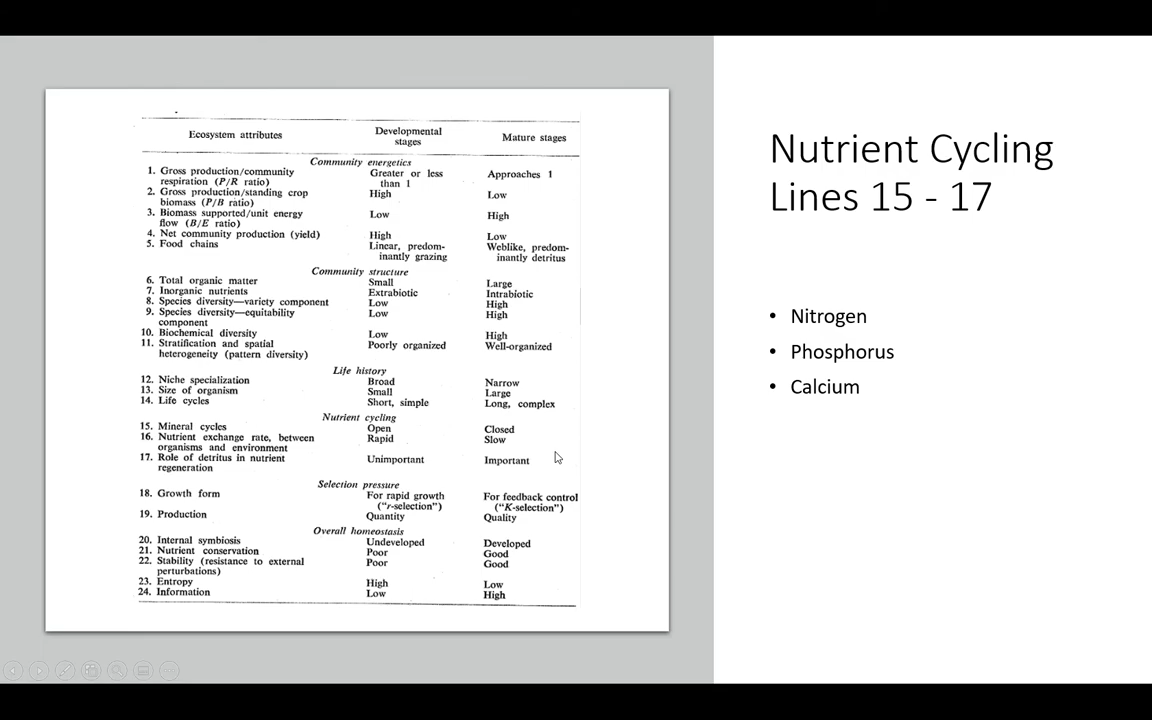 Ecosystem attributes Developmental stages Mature stages
Community energetics
1. Gross production/community respiration (P/R ratio) Greater or less than 1 Approaches 1
2. Gross production/standing crop biomass (P/B ratio) High Low
3. Biomass supported/unit energy flow (B/E ratio) Low High
4. Net community production (yield) High Low
5. Food chains Linear, predominantly grazing Weblike, predominantly detritus
Community structure
6. Total organic matter Small Large
7. Inorganic nutrients Extrabiotic Intrabiotic
8. Species diversity—variety component Low High
9. Species diversity—equitability component Low High
10. Biochemical diversity Low High
11. Stratification and spatial heterogeneity (pattern diversity) Poorly organized Well-organized
Life history
12. Niche specialization Broad Narrow
13. Size of organism Small Large
14. Life cycles Short, simple Long, complex
Nutrient cycling
15. Mineral cycles Open Closed
16. Nutrient exchange rate, between organisms and environment Rapid Slow
17. Role of detritus in nutrient regeneration Unimportant Important
Selection pressure
18. Growth form For rapid growth ("r-selection") For feedback control ("K-selection")
19. Production Quantity Quality
Overall homeostasis
20. Internal symbiosis Undeveloped Developed
21. Nutrient conservation Poor Good
22. Stability (resistance to external perturbations) Poor Good
23. Entropy High Low
24. Information Low High
Nutrient Cycling
Lines 15 - 17
• Nitrogen
• Phosphorus
• Calcium